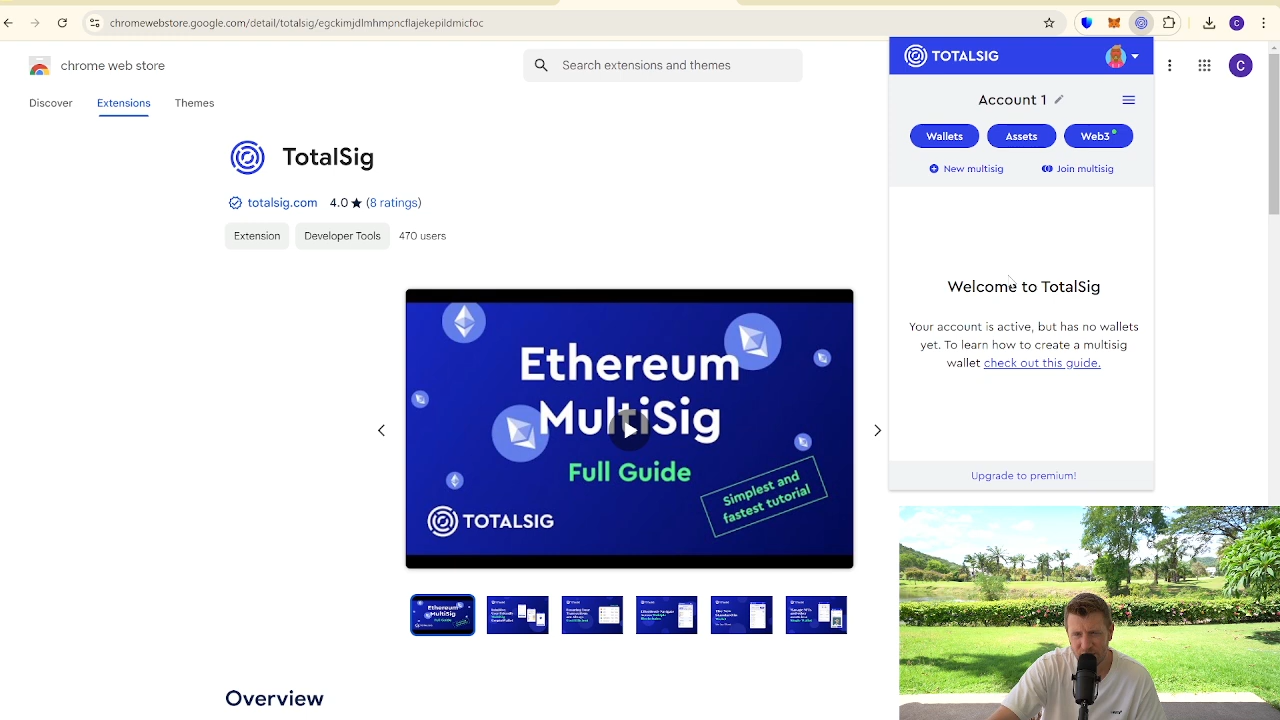 chromewebstore.google.com/detail/totalsig/egckimjdlmhmpncflajekepildmicfoc
C
chrome web store
Search extensions and themes
C
Discover
Extensions
Themes
TotalSig
totalsig.com
4.0 ★ (8 ratings)
Extension
Developer Tools
470 users
Ethereum
MultiSig
Full Guide
Simplest and
fastest tutorial
TOTALSIG
Overview
TOTALSIG
Account 1
Wallets
Assets
Web3
New multisig
Join multisig
Welcome to TotalSig
Your account is active, but has no wallets
yet. To learn how to create a multisig
wallet check out this guide.
Upgrade to premium!